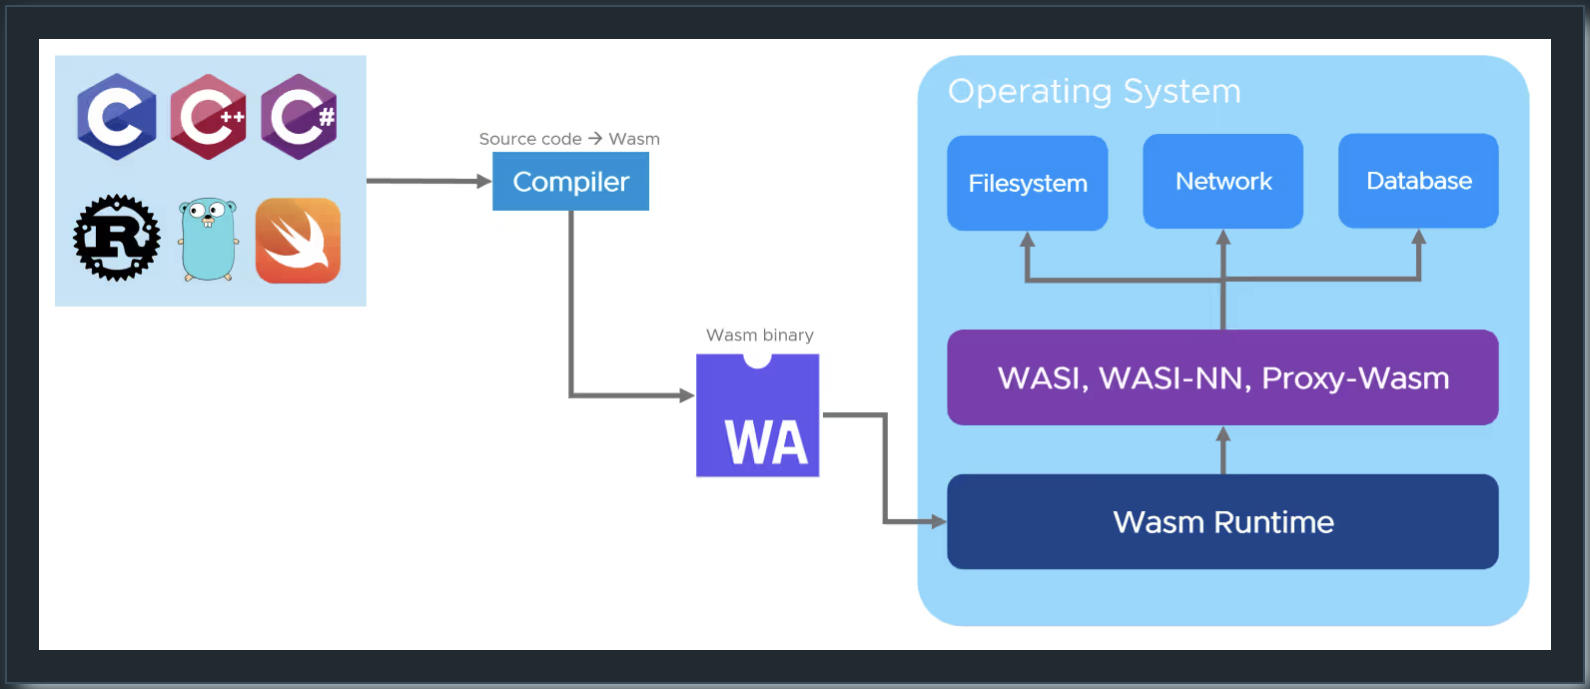 C
C++
C#
R
Source code → Wasm
Compiler
Wasm binary
WA
Operating System
Filesystem
Network
Database
WASI, WASI-NN, Proxy-Wasm
Wasm Runtime